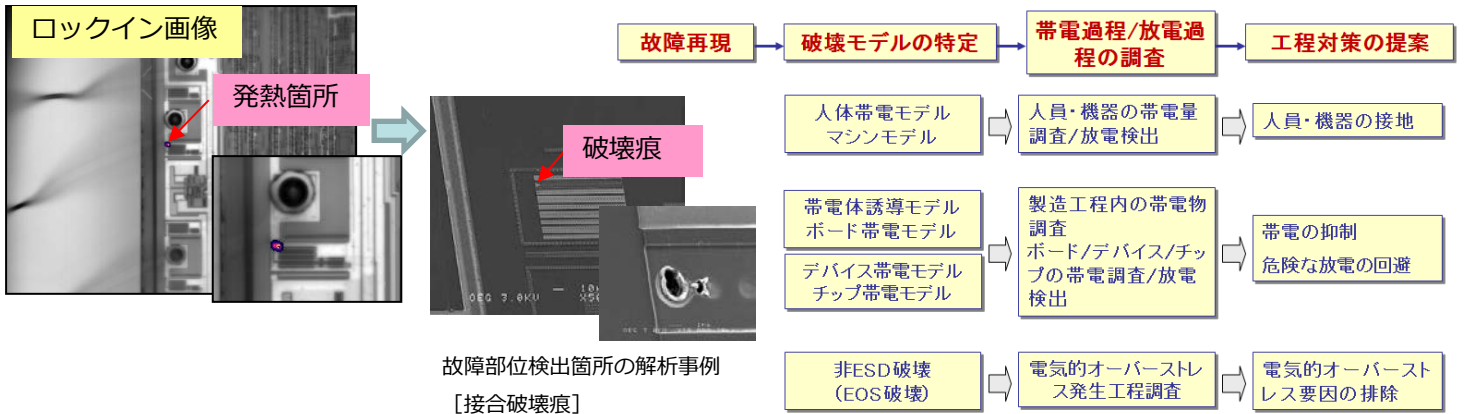 ロックイン画像
発熱箇所
破壊痕
OEG 3.0KV
10μ
X50
故障部位検出箇所の解析事例
［接合破壊痕］
故障再現
破壊モデルの特定
帯電過程/放電過
程の調査
工程対策の提案
人体帯電モデル
マシンモデル
人員・機器の帯電量
調査/放電検出
人員・機器の接地
帯電体誘導モデル
ボード帯電モデル
デバイス帯電モデル
チップ帯電モデル
製造工程内の帯電物
調査
ボード/デバイス/チッ
プの帯電調査/放電
検出
帯電の抑制
危険な放電の回避
非ESD破壊
(EOS破壊)
電気的オーバーストレ
ス発生工程調査
電気的オーバースト
レス要因の排除